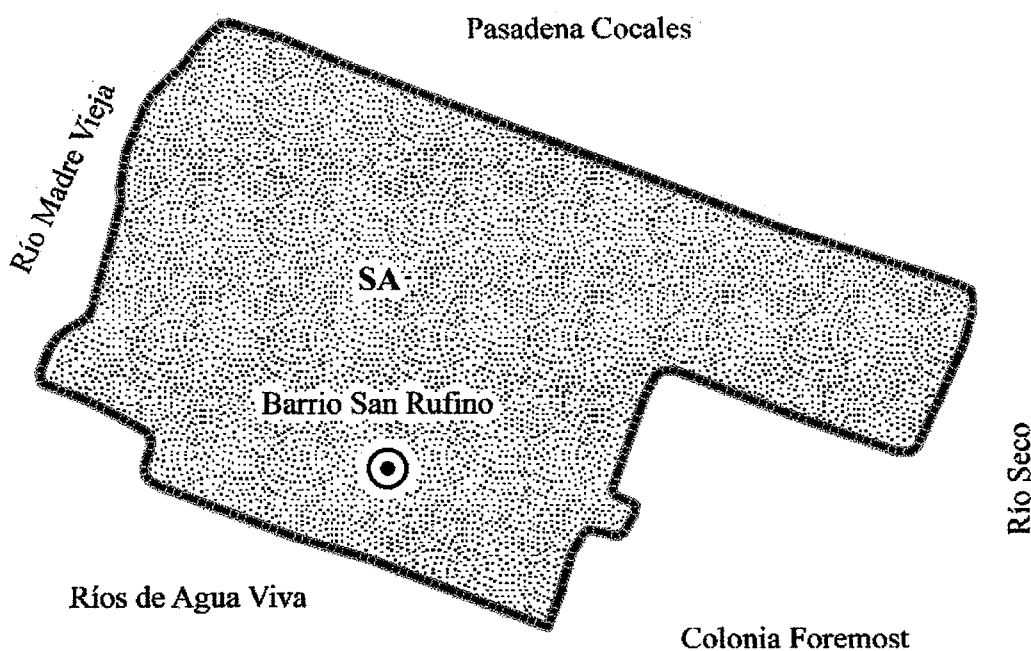 Pasadena Cocales
Río Madre Vieja
SA
Barrio San Rufino
Río Seco
Ríos de Agua Viva
Colonia Foremost